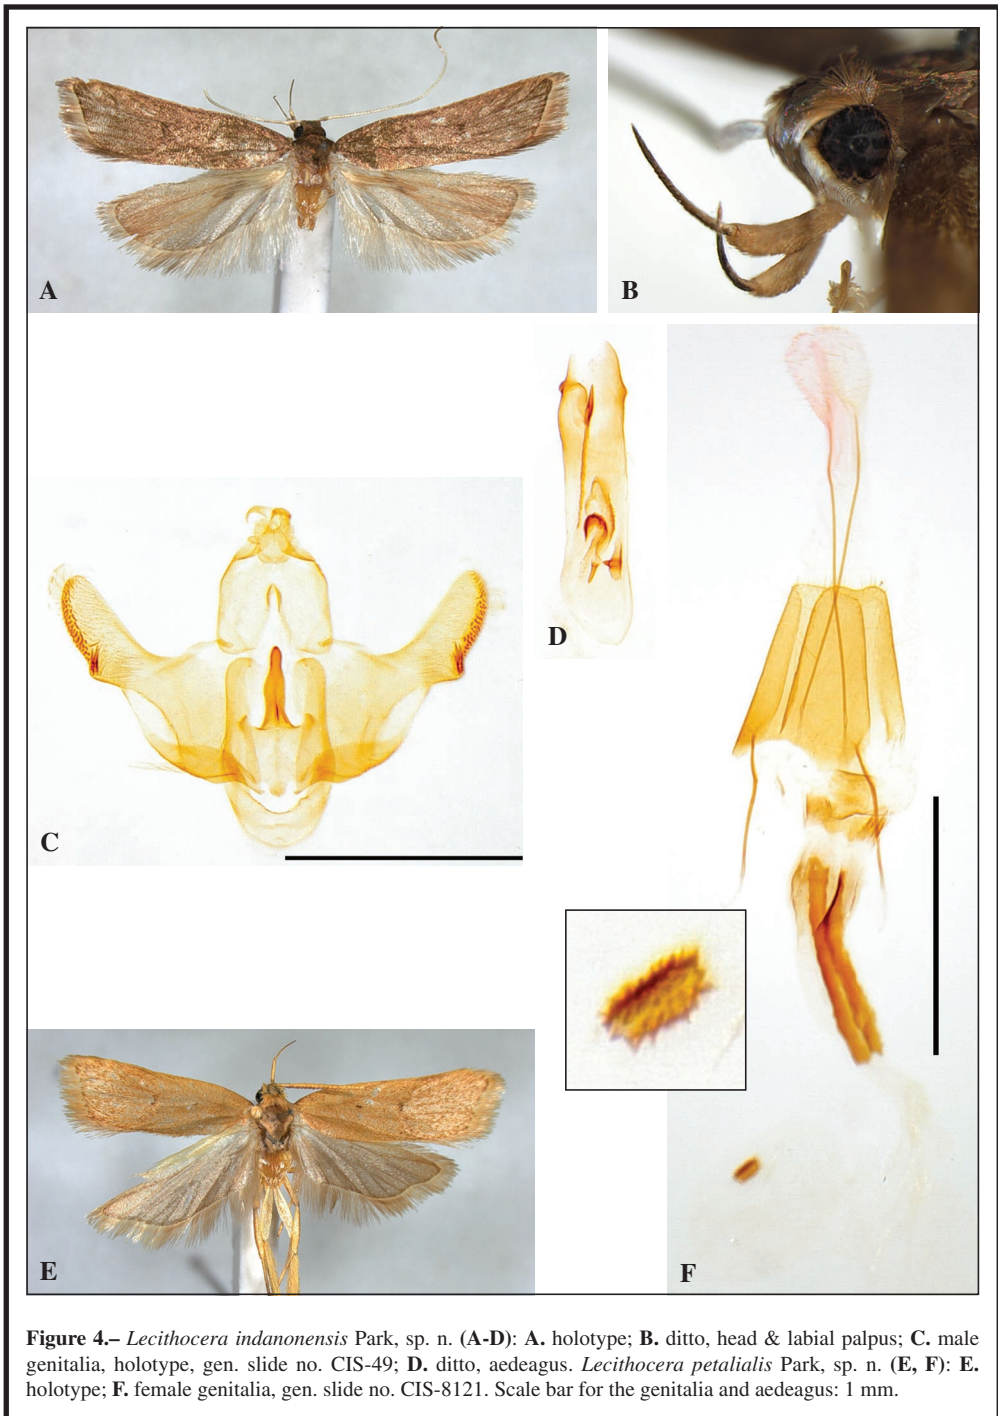 A
B
D
C
E
F
Figure 4.– Lecithocera indanonensis Park, sp. n. (A-D): A. holotype; B. ditto, head & labial palpus; C. male
genitalia, holotype, gen. slide no. CIS-49; D. ditto, aedeagus. Lecithocera petalialis Park, sp. n. (E, F): E.
holotype; F. female genitalia, gen. slide no. CIS-8121. Scale bar for the genitalia and aedeagus: 1 mm.